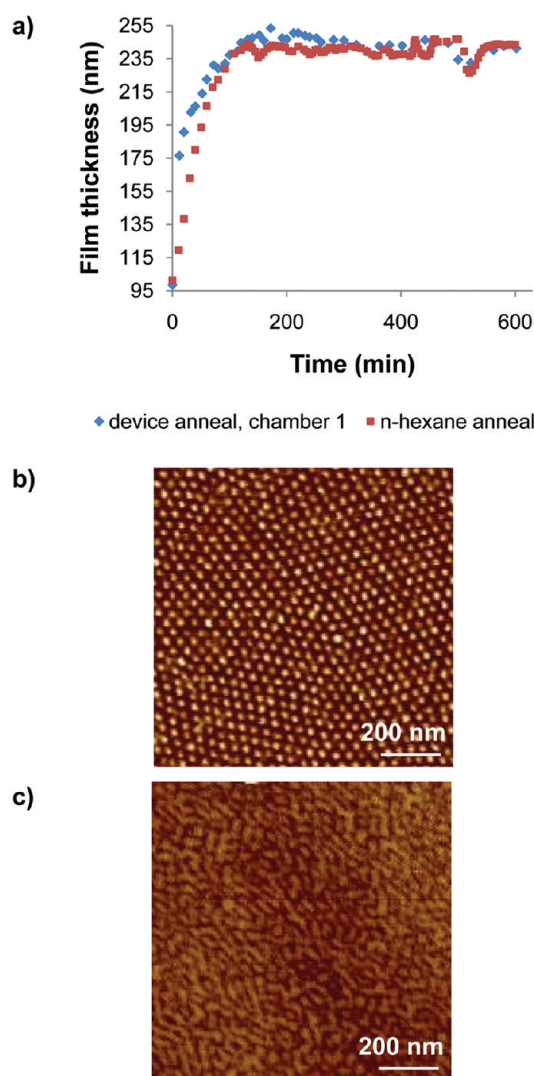 a)
Film thickness (nm)
255
235
215
195
175
155
135
115
95
0 200 400 600
Time (min)
device anneal, chamber 1 n-hexane anneal
b)
200 nm
c)
200 nm